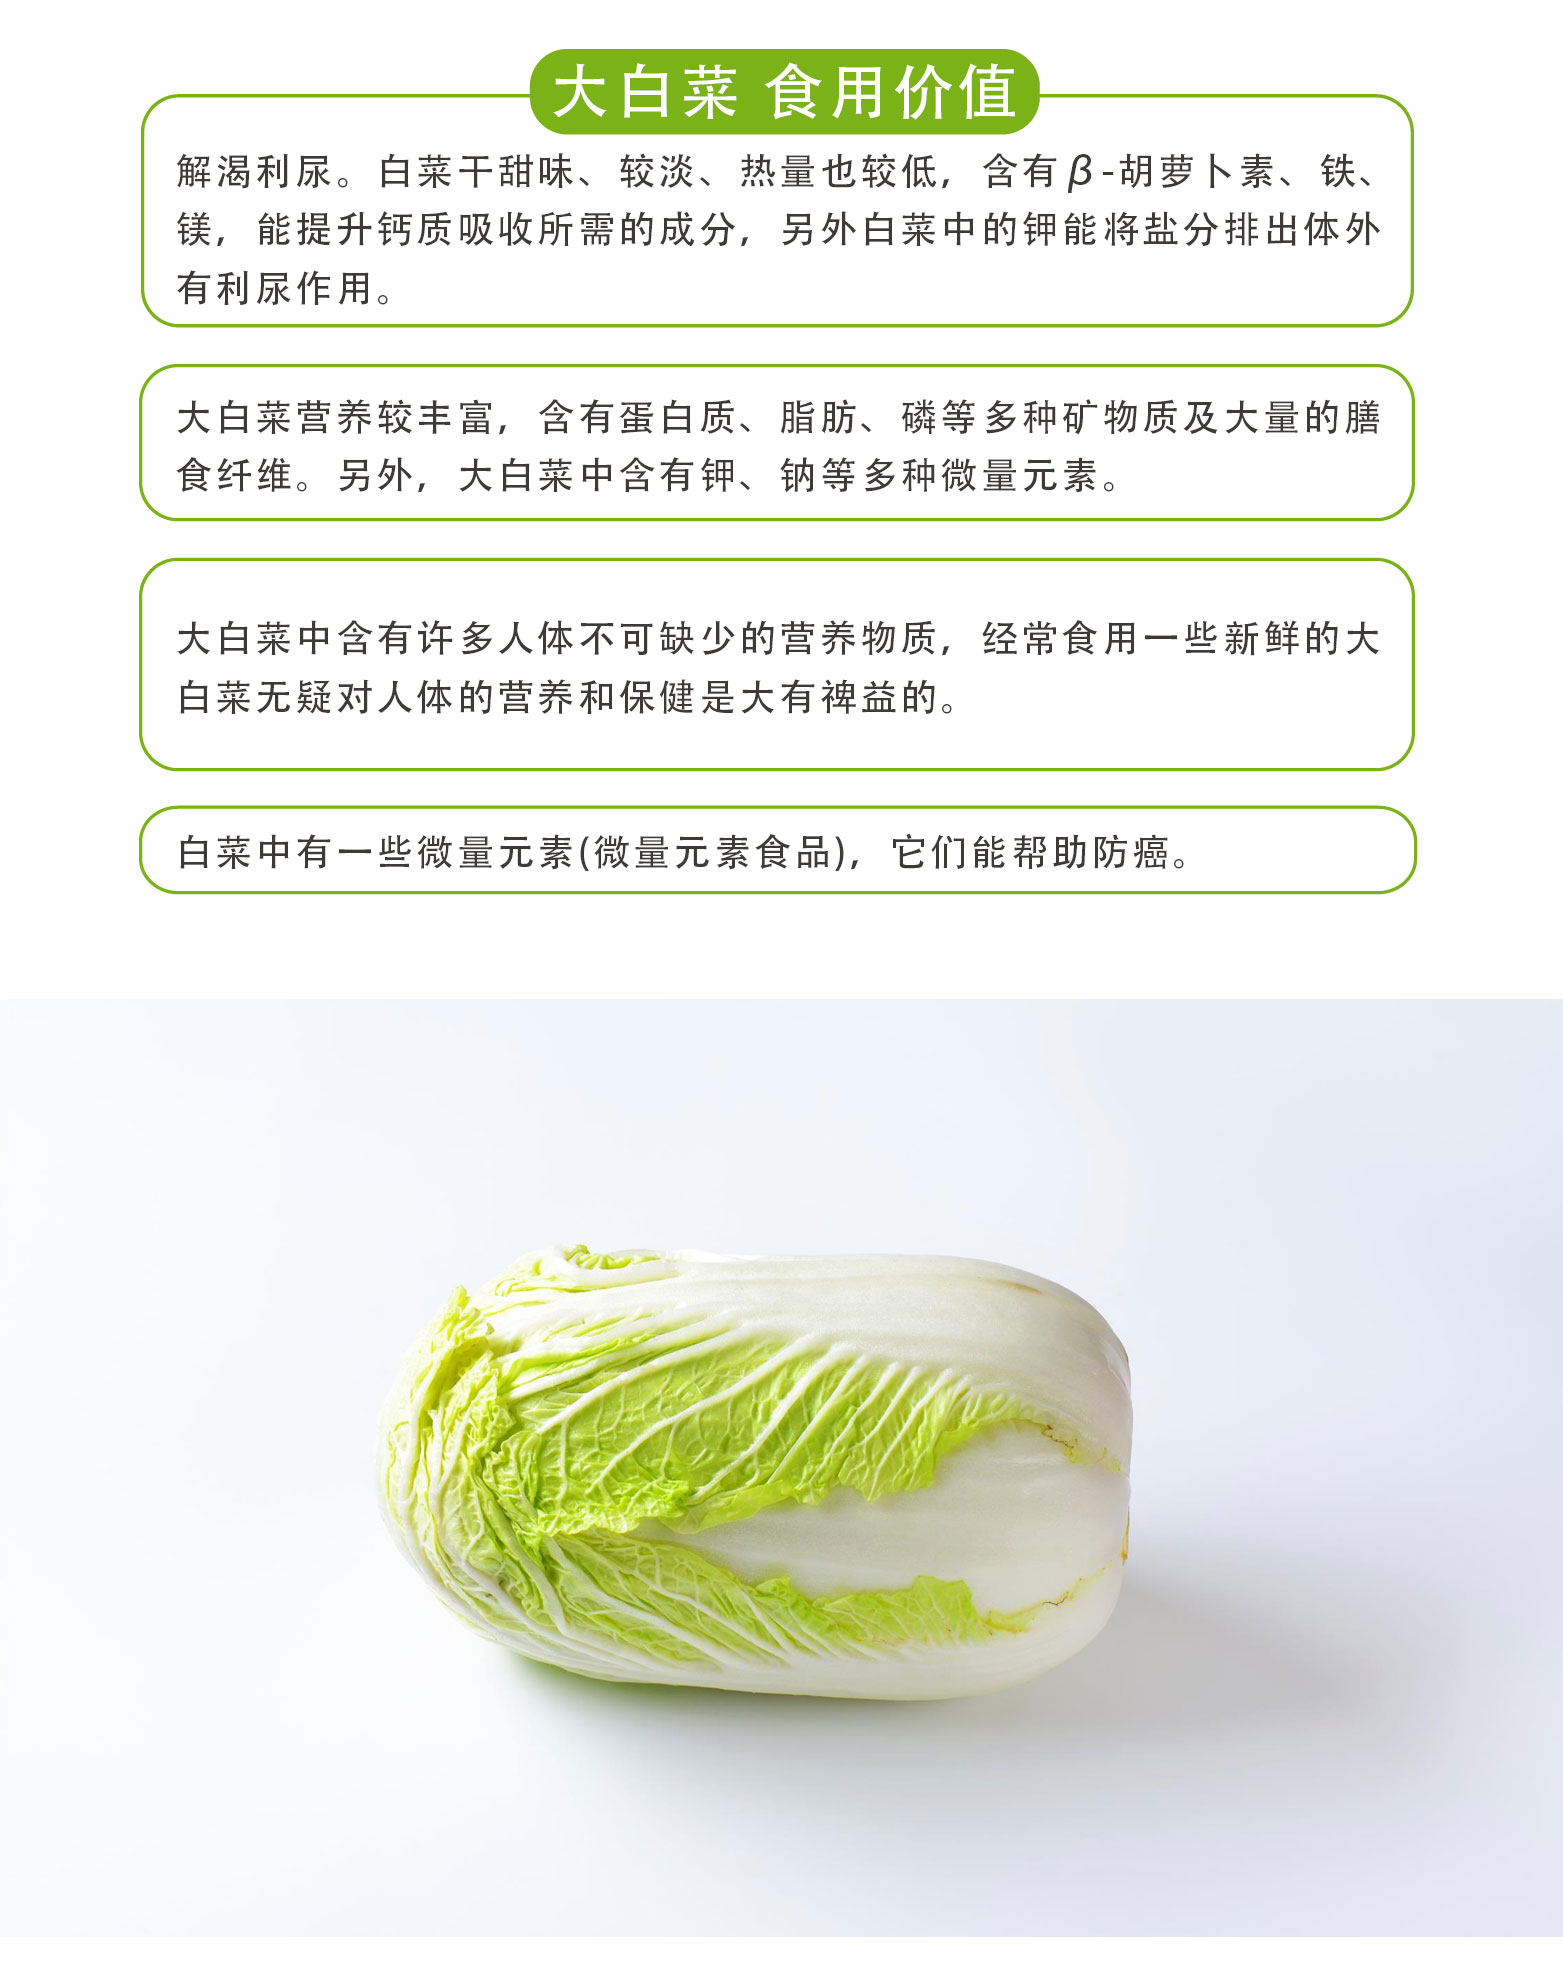 大白菜 食用价值
解渴利尿。白菜干甜味、较淡、热量也较低，含有β-胡萝卜素、铁、
镁，能提升钙质吸收所需的成分，另外白菜中的钾能将盐分排出体外
有利尿作用。
大白菜营养较丰富，含有蛋白质、脂肪、磷等多种矿物质及大量的膳
食纤维。另外，大白菜中含有钾、钠等多种微量元素。
大白菜中含有许多人体不可缺少的营养物质，经常食用一些新鲜的大
白菜无疑对人体的营养和保健是大有裨益的。
白菜中有一些微量元素(微量元素食品)，它们能帮助防癌。